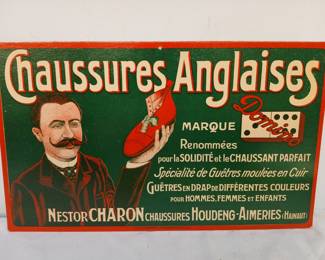 Chaussures Anglaises
MARQUE
Domino
Renommées
pour la SOLIDITÉ et le CHAUSSANT PARFAIT
Spécialité de Guêtres moulées en Cuir
GUÊTRES EN DRAP DE DIFFÉRENTES COULEURS
POUR HOMMES, FEMMES ET ENFANTS
NESTOR CHARON CHAUSSURES HOUDENG-AIMERIES (HAINAUT)